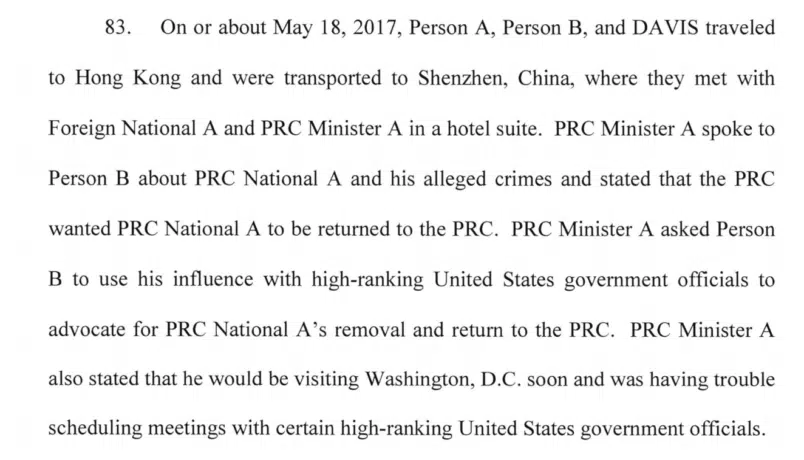 83. On or about May 18, 2017, Person A, Person B, and DAVIS traveled
to Hong Kong and were transported to Shenzhen, China, where they met with
Foreign National A and PRC Minister A in a hotel suite. PRC Minister A spoke to
Person B about PRC National A and his alleged crimes and stated that the PRC
wanted PRC National A to be returned to the PRC. PRC Minister A asked Person
B to use his influence with high-ranking United States government officials to
advocate for PRC National A's removal and return to the PRC. PRC Minister A
also stated that he would be visiting Washington, D.C. soon and was having trouble
scheduling meetings with certain high-ranking United States government officials.